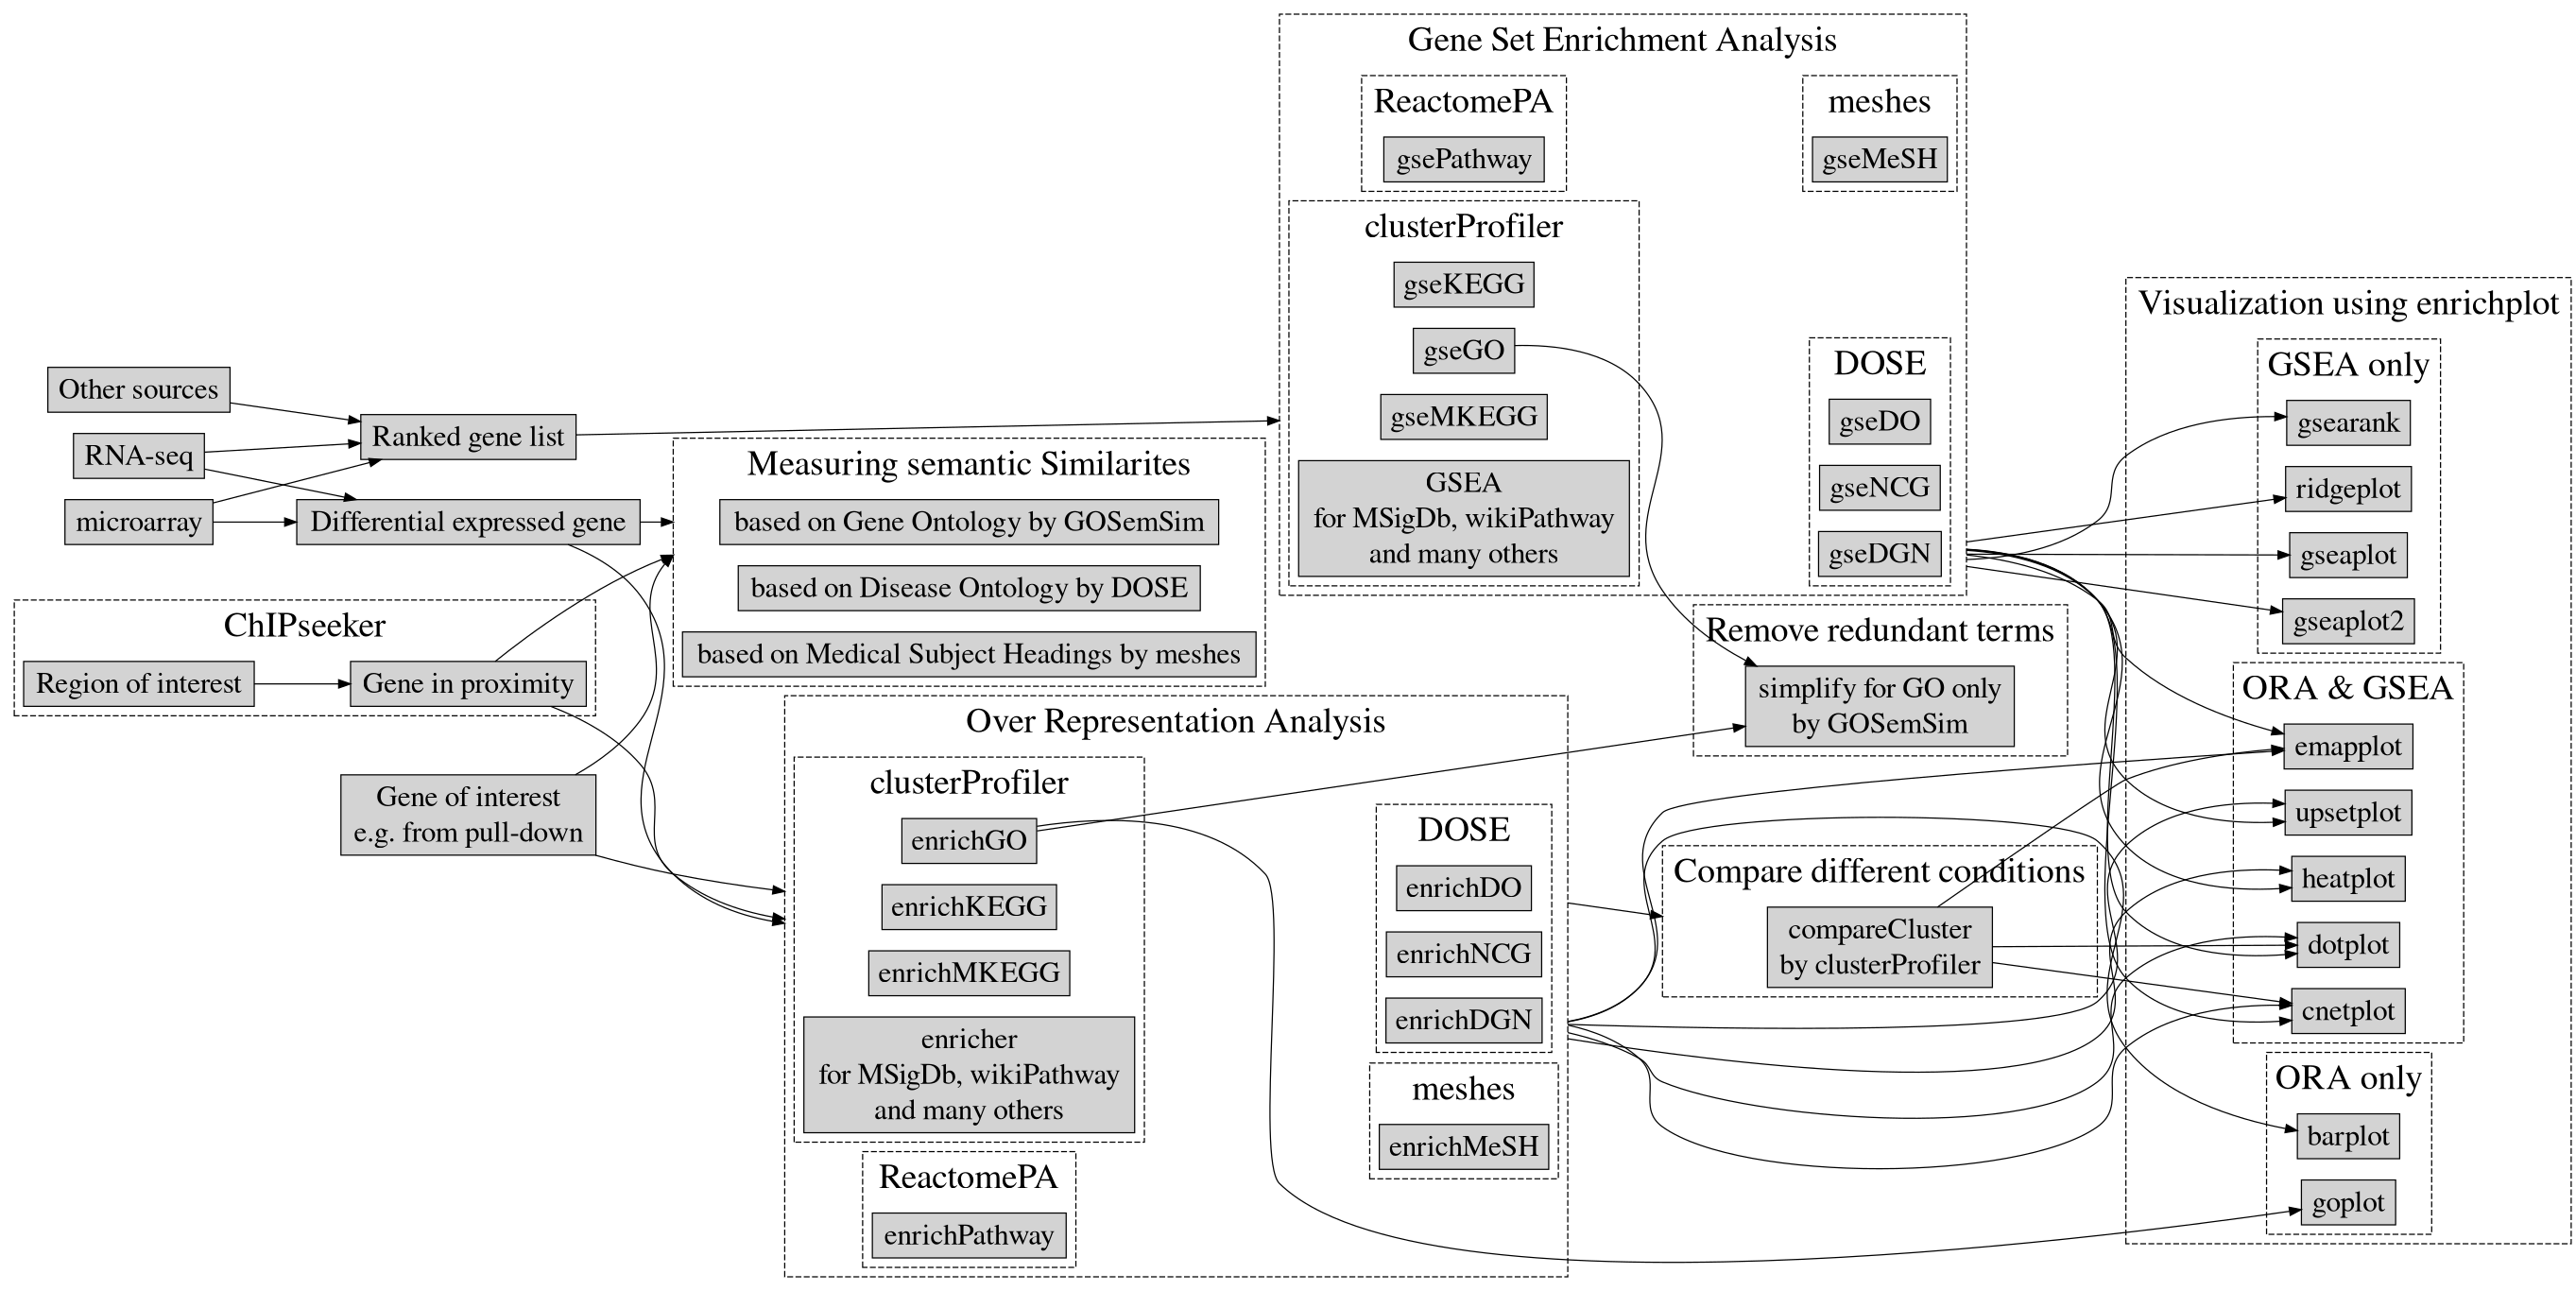 Other sources
RNA-seq
microarray
Ranked gene list
Differential expressed gene
ChIPseeker
Region of interest
Gene in proximity
Gene of interest
e.g. from pull-down
Measuring semantic Similarites
based on Gene Ontology by GOSemSim
based on Disease Ontology by DOSE
based on Medical Subject Headings by meshes
Gene Set Enrichment Analysis
ReactomePA
gsePathway
meshes
gseMeSH
clusterProfiler
gseKEGG
gseGO
gseMKEGG
GSEA
for MSigDb, wikiPathway
and many others
DOSE
gseDO
gseNCG
gseDGN
Over Representation Analysis
clusterProfiler
enrichGO
enrichKEGG
enrichMKEGG
enricher
for MSigDb, wikiPathway
and many others
ReactomePA
enrichPathway
DOSE
enrichDO
enrichNCG
enrichDGN
meshes
enrichMeSH
Remove redundant terms
simplify for GO only
by GOSemSim
Compare different conditions
compareCluster
by clusterProfiler
Visualization using enrichplot
GSEA only
gsearank
ridgeplot
gseaplot
gseaplot2
ORA & GSEA
emapplot
upsetplot
heatplot
dotplot
cnetplot
ORA only
barplot
goplot